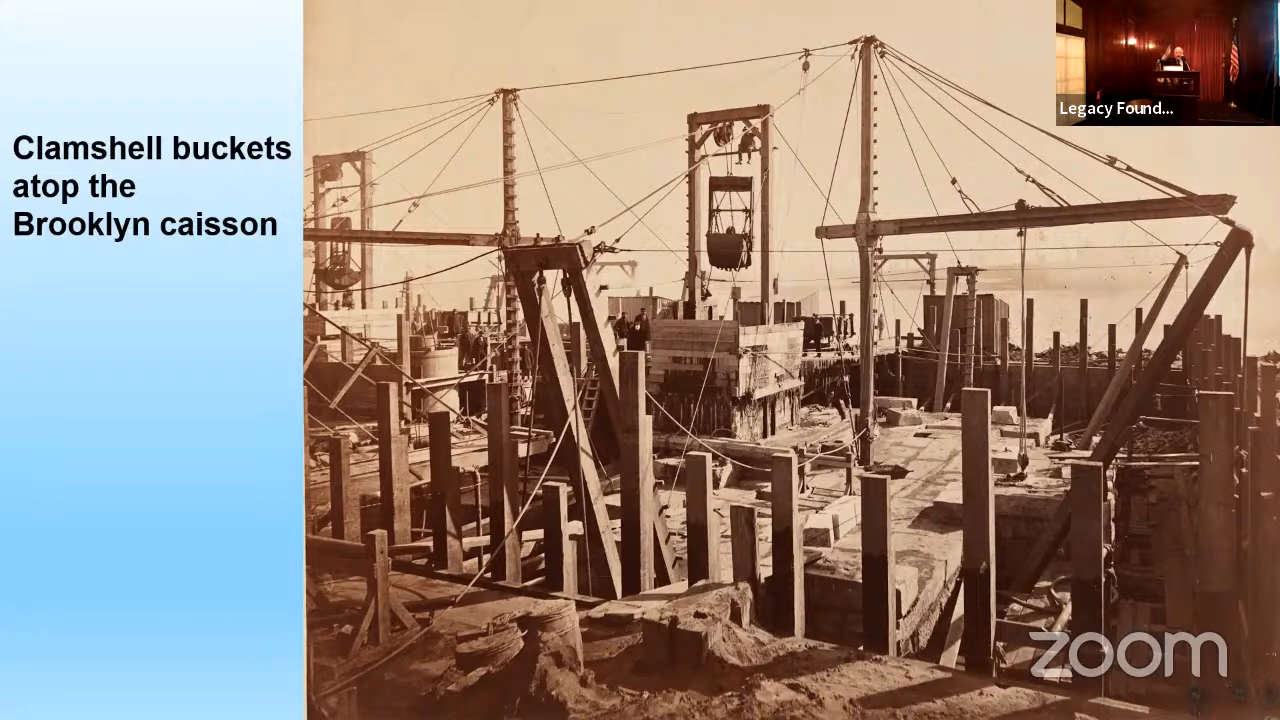 Clamshell buckets
atop the
Brooklyn caisson
Legacy Found...
zoom